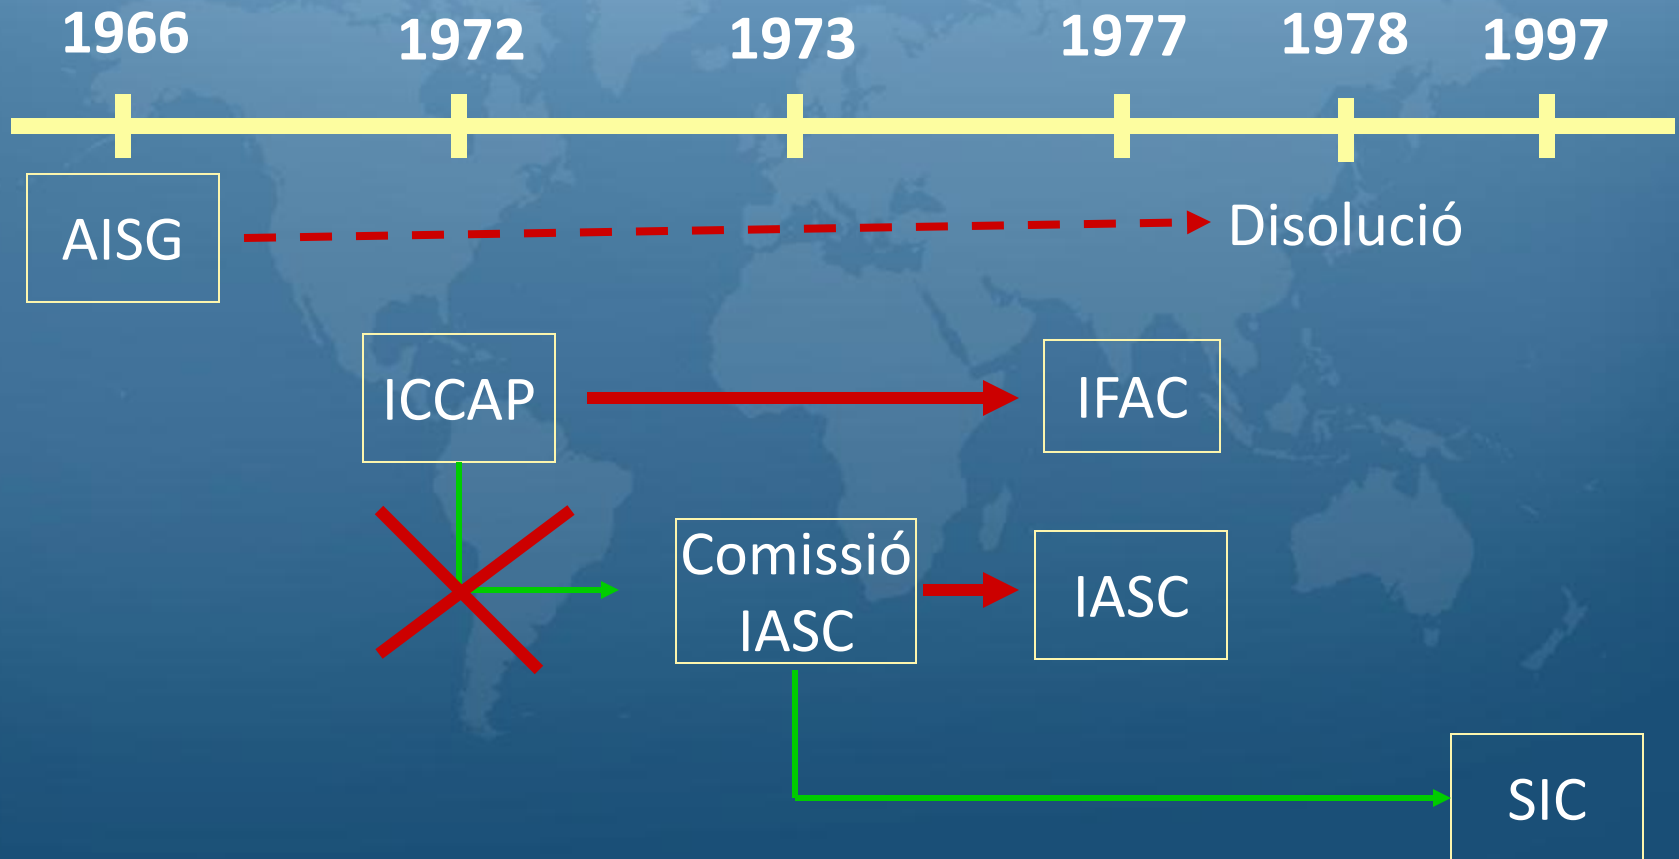 1966 1972 1973 1977 1978 1997
AISG Disolució
ICCAP IFAC
Comissió
IASC
IASC
SIC